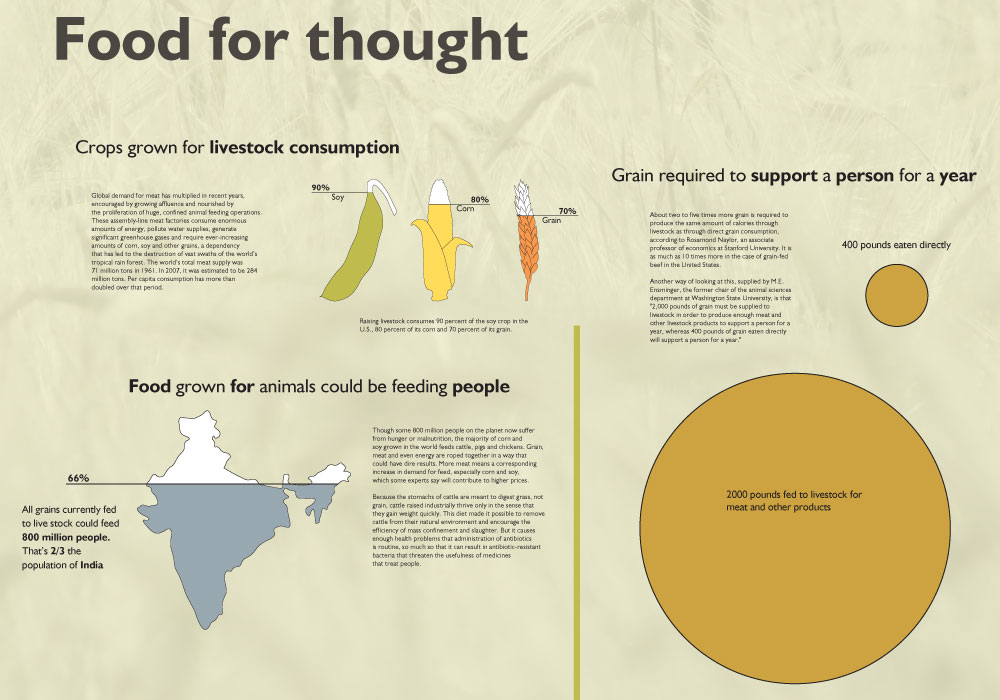 Food for thought
Crops grown for livestock consumption
Global demand for meat has multiplied in recent years,
encouraged by growing affluence and nourished by
the proliferation of huge, confined animal feeding operations.
These assembly-line meat factories consume enormous
amounts of energy, pollute water supplies, generate
significant greenhouse gases and require ever-increasing
amounts of corn, soy and other grains, a dependency
that has led to the destruction of vast swaths of the world's
tropical rain forest. The world's total meat supply was
71 million tons in 1961. In 2007, it was estimated to be 284
million tons. Per capita consumption has more than
doubled over that period.
90%
Soy
80%
Corn
70%
Grain
Raising livestock consumes 90 percent of the soy crop in the
U.S., 80 percent of its corn and 70 percent of its grain.
Food grown for animals could be feeding people
66%
All grains currently fed
to live stock could feed
800 million people.
That's 2/3 the
population of India
Though some 800 million people on the planet now suffer
from hunger or malnutrition, the majority of corn and
soy grown in the world feeds cattle, pigs and chickens. Grain,
meat and even energy are roped together in a way that
could have dire results. More meat means a corresponding
increase in demand for feed, especially corn and soy,
which some experts say will contribute to higher prices.
Because the stomachs of cattle are meant to digest grass, not
grain, cattle raised industrially thrive only in the sense that
they gain weight quickly. This diet made it possible to remove
cattle from their natural environment and encourage the
efficiency of mass confinement and slaughter. But it causes
enough health problems that administration of antibiotics
is routine, so much so that it can result in antibiotic-resistant
bacteria that threaten the usefulness of medicines
that treat people.
Grain required to support a person for a year
About two to five times more grain is required to
produce the same amount of calories through
livestock as through direct grain consumption,
according to Rosamond Naylor, an associate
professor of economics at Stanford University. It is
as much as 10 times more in the case of grain-fed
beef in the United States.
Another way of looking at this, supplied by M.E.
Ensminger, the former chair of the animal sciences
department at Washington State University, is that
"2,000 pounds of grain must be supplied to
livestock in order to produce enough meat and
other livestock products to support a person for a
year, whereas 400 pounds of grain eaten directly
will support a person for a year."
400 pounds eaten directly
2000 pounds fed to livestock for
meat and other products